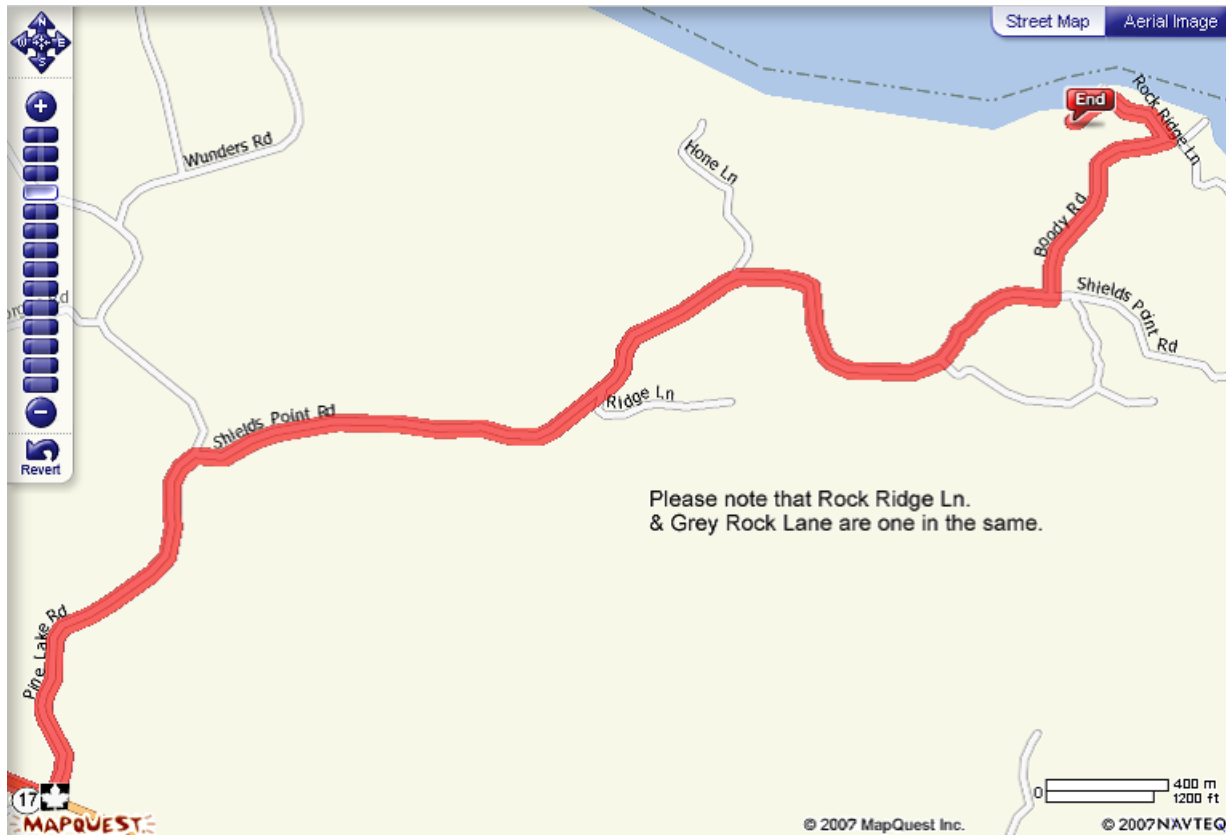 Street Map
Aerial Image
N
W
E
S
End
Rock Ridge Ln
Wunders Rd
Hone Ln
Boody Rd
Shields Point Rd
Rd
Ridge Ln
Shields Point Rd
Revert
Please note that Rock Ridge Ln.
& Grey Rock Lane are one in the same.
Pine Lake Rd
17
MAPQUEST
0
400 m
1200 ft
© 2007 MapQuest Inc.
© 2007 NAVTEQ